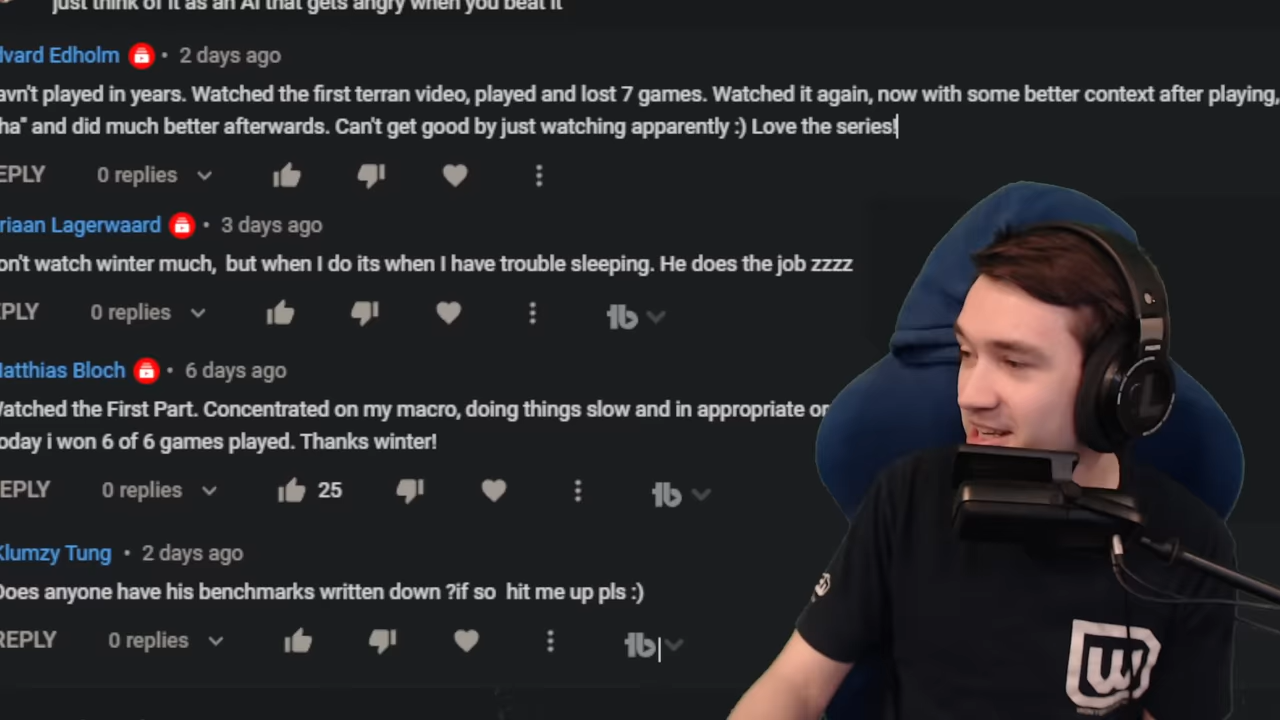 just think of it as an AI that gets angry when you beat it
lvard Edholm • 2 days ago
avn't played in years. Watched the first terran video, played and lost 7 games. Watched it again, now with some better context after playing,
ha" and did much better afterwards. Can't get good by just watching apparently :) Love the series!
EPLY 0 replies
riaan Lagerwaard • 3 days ago
on't watch winter much, but when I do its when I have trouble sleeping. He does the job zzzz
PLY 0 replies
atthias Bloch • 6 days ago
Watched the First Part. Concentrated on my macro, doing things slow and in appropriate or
oday i won 6 of 6 games played. Thanks winter!
EPLY 0 replies 25
Klumzy Tung • 2 days ago
Does anyone have his benchmarks written down ?if so hit me up pls :)
REPLY 0 replies
W